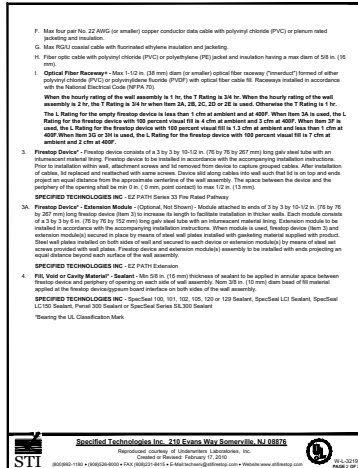 F. Max four pair No. 22 AWG (or smaller) copper conductor data cable with polyvinyl chloride (PVC) or plenum rated
jacketing and insulation.
G. Max RG/U coaxial cable with fluorinated ethylene insulation and jacketing.
H. Fiber optic cable with polyvinyl chloride (PVC) or polyethylene (PE) jacket and insulation having a max diam of 5/8 in. (16
mm).
I. Optical Fiber Raceway+ - Max 1-1/2 in. (38 mm) diam (or smaller) optical fiber raceway ("innerduct") formed of either
polyvinyl chloride (PVC) or polyvinylidene fluoride (PVDF) with optical cable fill. Raceways installed in accordance
with the National Electrical Code (NFPA 70).
When the hourly rating of the wall assembly is 1 hr, the T Rating is 3/4 hr. When the hourly rating of the wall
assembly is 2 hr, the T Rating is 3/4 hr when Item 2A, 2B, 2C, 2D or 2E is used. Otherwise the T Rating is 1 hr.
The L Rating for the empty firestop device is less than 1 cfm at ambient and at 400F. When Item 3A is used, the L
Rating for the firestop device with 100 percent visual fill is 4 cfm at ambient and 3 cfm at 400F. When Item 3F is
used, the L Rating for the firestop device with 100 percent visual fill is 1.3 cfm at ambient and less than 1 cfm at
400F.When Item 3G or 3H is used, the L Rating for the firestop device with 100 percent visual fill is 7 cfm at
ambient and 2 cfm at 400F.
3. Firestop Device* - Firestop device consists of a 3 by 3 by 10-1/2 in. (76 by 76 by 267 mm) long galv steel tube with an
intumescent material lining. Firestop device to be installed in accordance with the accompanying installation instructions.
Prior to installation within wall, attachment screws and lid removed from device to capture grouped cables. After installation
of cables, lid replaced and reattached with same screws. Device slid along cables into wall such that lid is on top and ends
project an equal distance from the approximate centerline of the wall assembly. The space between the device and the
periphery of the opening shall be min 0 in. ( 0 mm, point contact) to max 1/2 in. (13 mm).
SPECIFIED TECHNOLOGIES INC - EZ PATH Series 33 Fire Rated Pathway
3A. Firestop Device* - Extension Module - (Optional, Not Shown) - Module attached to ends of 3 by 3 by 10-1/2 in. (76 by 76
by 267 mm) long firestop device (Item 3) to increase its length to facilitate installation in thicker walls. Each module consists
of a 3 by 3 by 6 in. (76 by 76 by 152 mm) long galv steel tube with an intumescent material lining. Extension module to be
installed in accordance with the accompanying installation instructions. When module is used, firestop device (Item 3) and
extension module(s) secured in place by means of steel wall plates installed with gasketing material supplied with product.
Steel wall plates installed on both sides of wall and secured to each device or extension module(s) by means of steel set
screws provided with wall plates. Firestop device and extension module(s) assembly to be installed with ends projecting an
equal distance beyond each surface of the wall assembly.
SPECIFIED TECHNOLOGIES INC - EZ PATH Extension
4. Fill, Void or Cavity Material* - Sealant - Min 5/8 in. (16 mm) thickness of sealant to be applied in annular space between
firestop device and periphery of opening on each side of wall assembly. Nom 3/8 in. (10 mm) diam bead of fill material
applied at the firestop device/gypsum board interface on both sides of the wall assembly.
SPECIFIED TECHNOLOGIES INC - SpecSeal 100, 101, 102, 105, 120 or 129 Sealant, SpecSeal LCI Sealant, SpecSeal
LC150 Sealant, Pensil 300 Sealant or SpecSeal Series SIL300 Sealant
*Bearing the UL Classification Mark
STI
Specified Technologies Inc. 210 Evans Way Somerville, NJ 08876
Reproduced courtesy of Underwriters Laboratories, Inc.
Created or Revised: February 17, 2010
(800)992-1180 • (908)526-8000 • FAX (908)231-8415 • E-Mail:techserv@stifirestop.com • Website:www.stifirestop.com
UL
W-L-3219
PAGE 2 OF 2